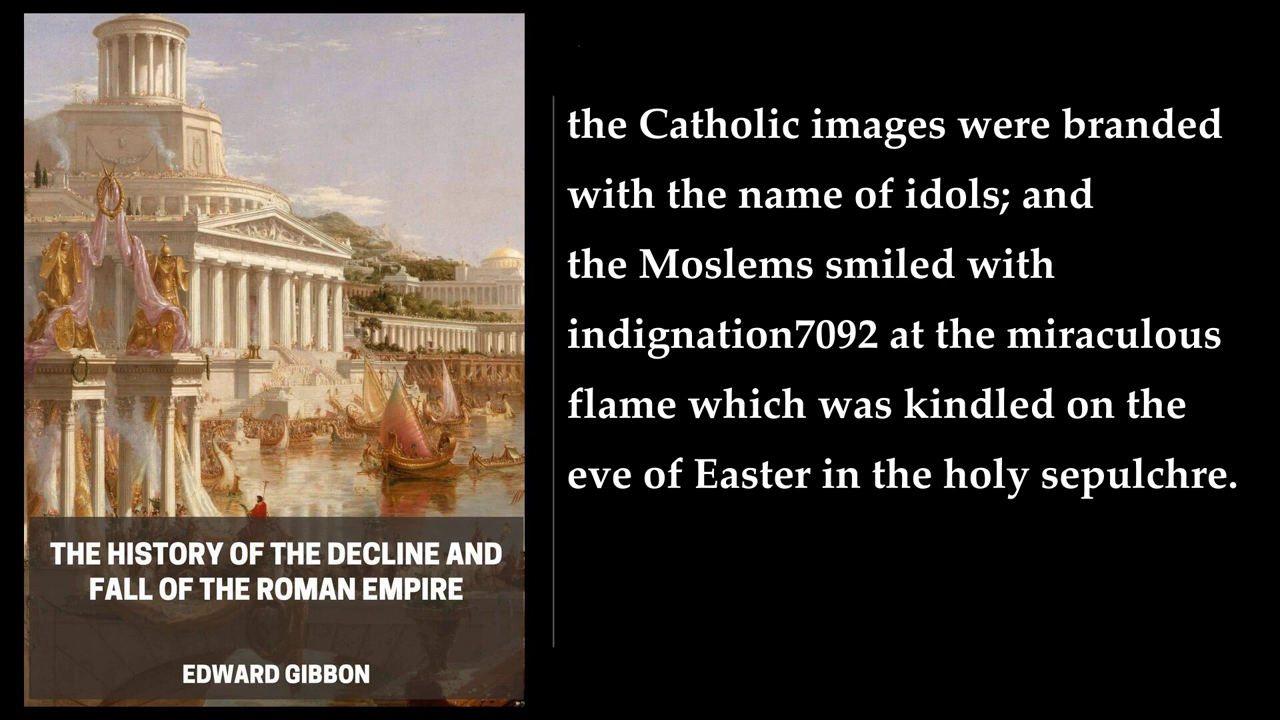 THE HISTORY OF THE DECLINE AND
FALL OF THE ROMAN EMPIRE
EDWARD GIBBON
the Catholic images were branded
with the name of idols; and
the Moslems smiled with
indignation7092 at the miraculous
flame which was kindled on the
eve of Easter in the holy sepulchre.